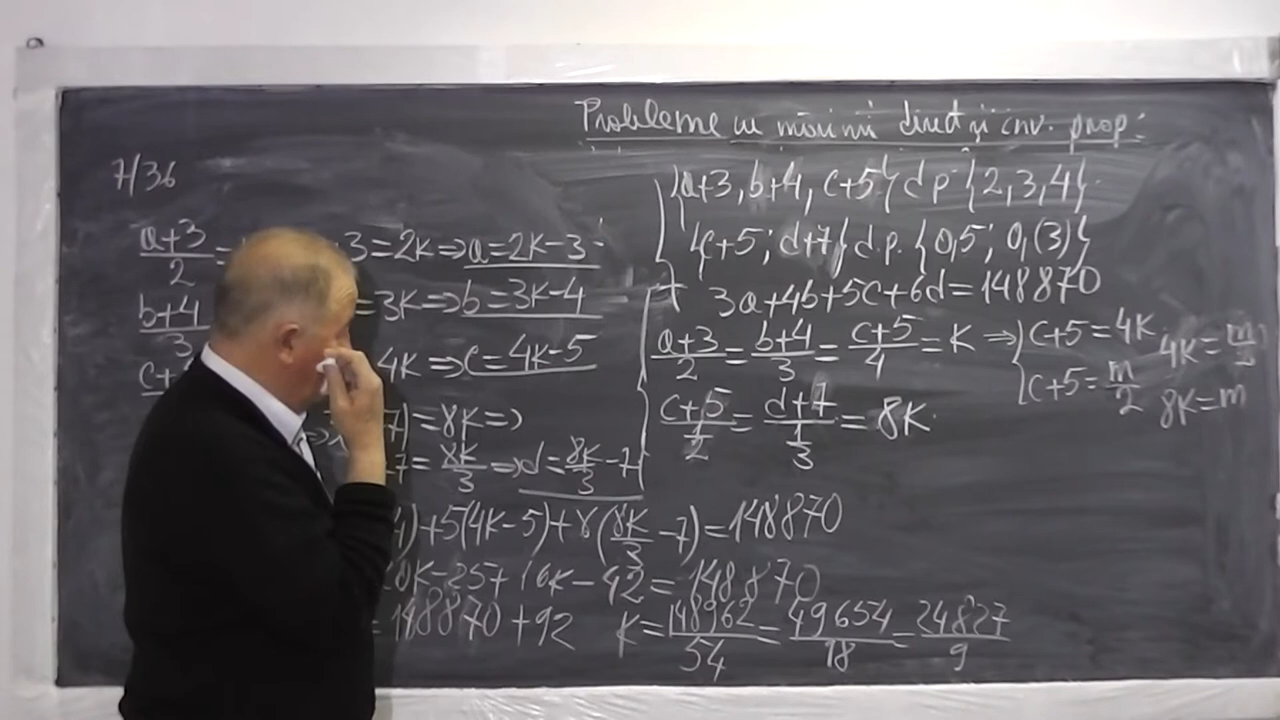 Probleme cu mărimi direct și inv. prop:
7/36
{a+3, b+4, c+5} d p {2, 3, 4}
{c+5; d+7} d.p. {0,5; 0,(3)}
3a+4b+5c+6d=148870
a+3/2 = 3=2K⇒a=2K-3
b+4/3 =3K⇒b=3K-4
c+ 4K⇒c=4K-5
7)=8K⇒
7=8K/3⇒d=8K/3-7
a+3/2=b+4/3=c+5/4=K⇒{c+5=4K
c+5=m/2
4K=m/2
8K=m
c+5/(1/2)=d+7/(1/3)=8K
4)+5(4K-5)+6(8K/3-7)=148870
0K-25+16K-42=148870
=148870+92 K=148962/54=49654/18=24827/9